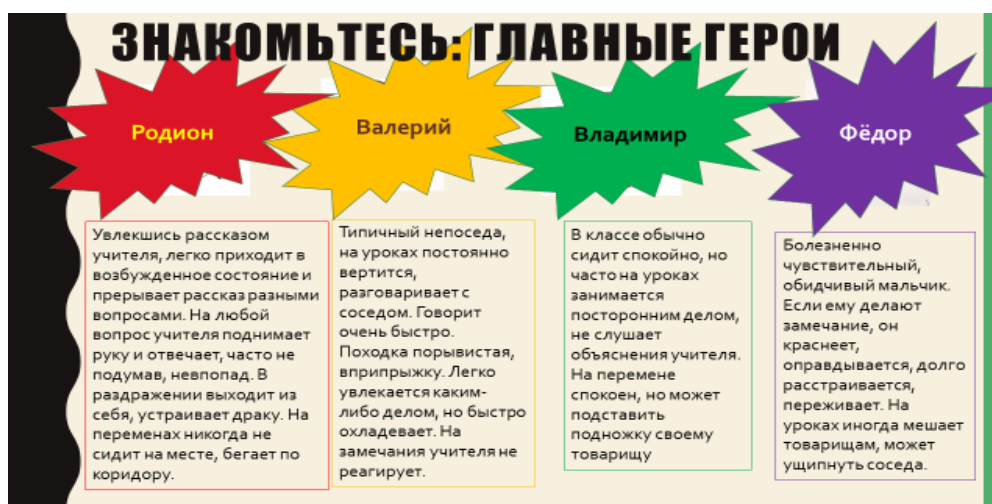 ЗНАКОМЬТЕСЬ: ГЛАВНЫЕ ГЕРОИ
Родион
Увлекшись рассказом
учителя, легко приходит в
возбужденное состояние и
прерывает рассказ разными
вопросами. На любой
вопрос учителя поднимает
руку и отвечает, часто не
подумав, невпопад. В
раздражении выходит из
себя, устраивает драку. На
переменах никогда не
сидит на месте, бегает по
коридору.
Валерий
Типичный непоседа,
на уроках постоянно
вертится,
разговаривает с
соседом. Говорит
очень быстро.
Походка порывистая,
вприпрыжку. Легко
увлекается каким-
либо делом, но быстро
охладевает. На
замечания учителя не
реагирует.
Владимир
В классе обычно
сидит спокойно, но
часто на уроках
занимается
посторонним делом,
не слушает
объяснения учителя.
На перемене
спокоен, но может
подставить
подножку своему
товарищу
Фёдор
Болезненно
чувствительный,
обидчивый мальчик.
Если ему делают
замечание, он
краснеет,
оправдывается, долго
расстраивается,
переживает. На
уроках иногда мешает
товарищам, может
ущипнуть соседа.